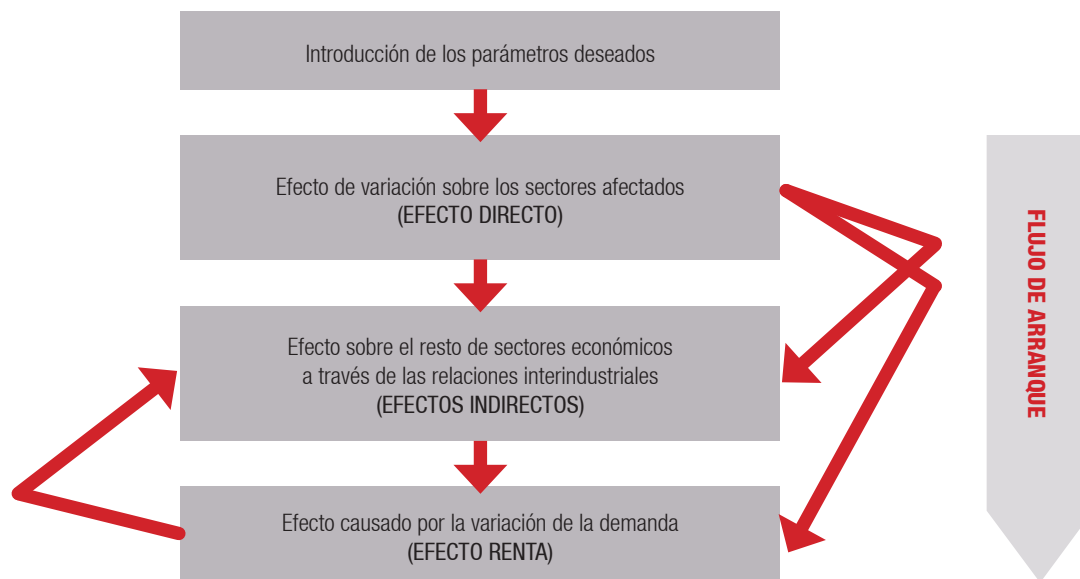 Introducción de los parámetros deseados
Efecto de variación sobre los sectores afectados
(EFECTO DIRECTO)
Efecto sobre el resto de sectores económicos
a través de las relaciones interindustriales
(EFECTOS INDIRECTOS)
Efecto causado por la variación de la demanda
(EFECTO RENTA)
FLUJO DE ARRANQUE